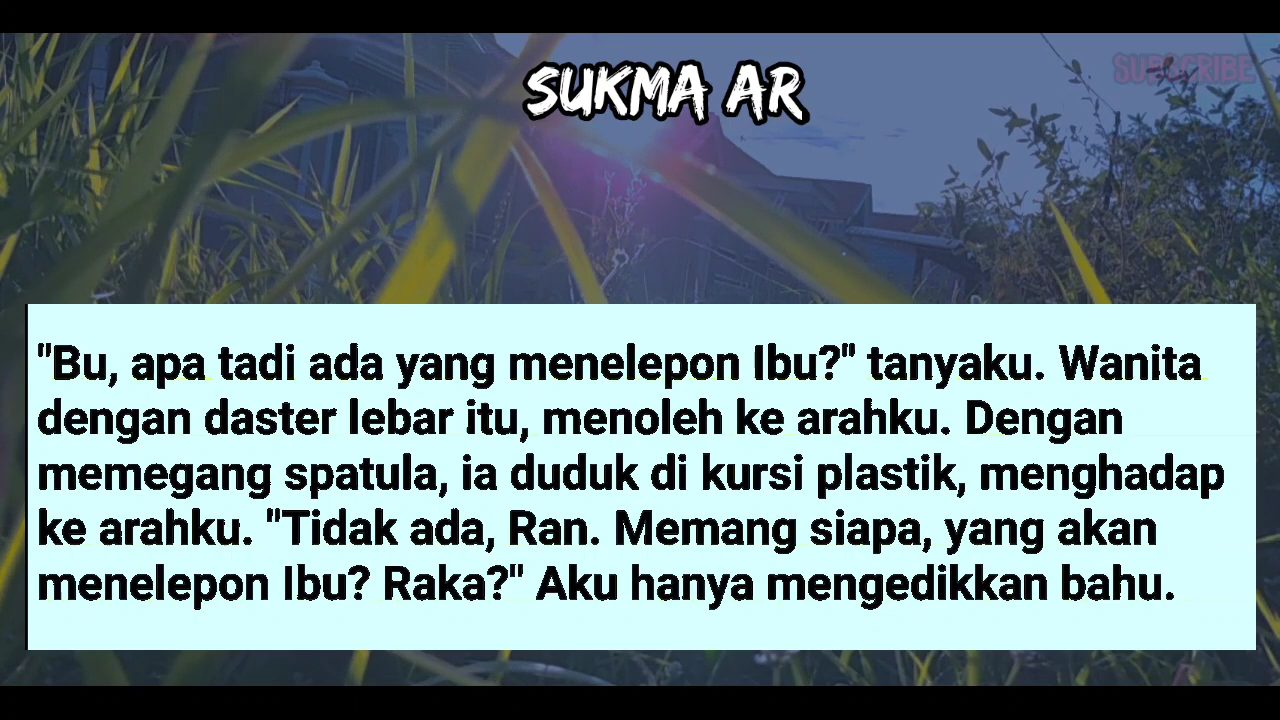 SUKMA AR
SUBSCRIBE
"Bu, apa tadi ada yang menelepon Ibu?" tanyaku. Wanita
dengan daster lebar itu, menoleh ke arahku. Dengan
memegang spatula, ia duduk di kursi plastik, menghadap
ke arahku. "Tidak ada, Ran. Memang siapa, yang akan
menelepon Ibu? Raka?" Aku hanya mengedikkan bahu.